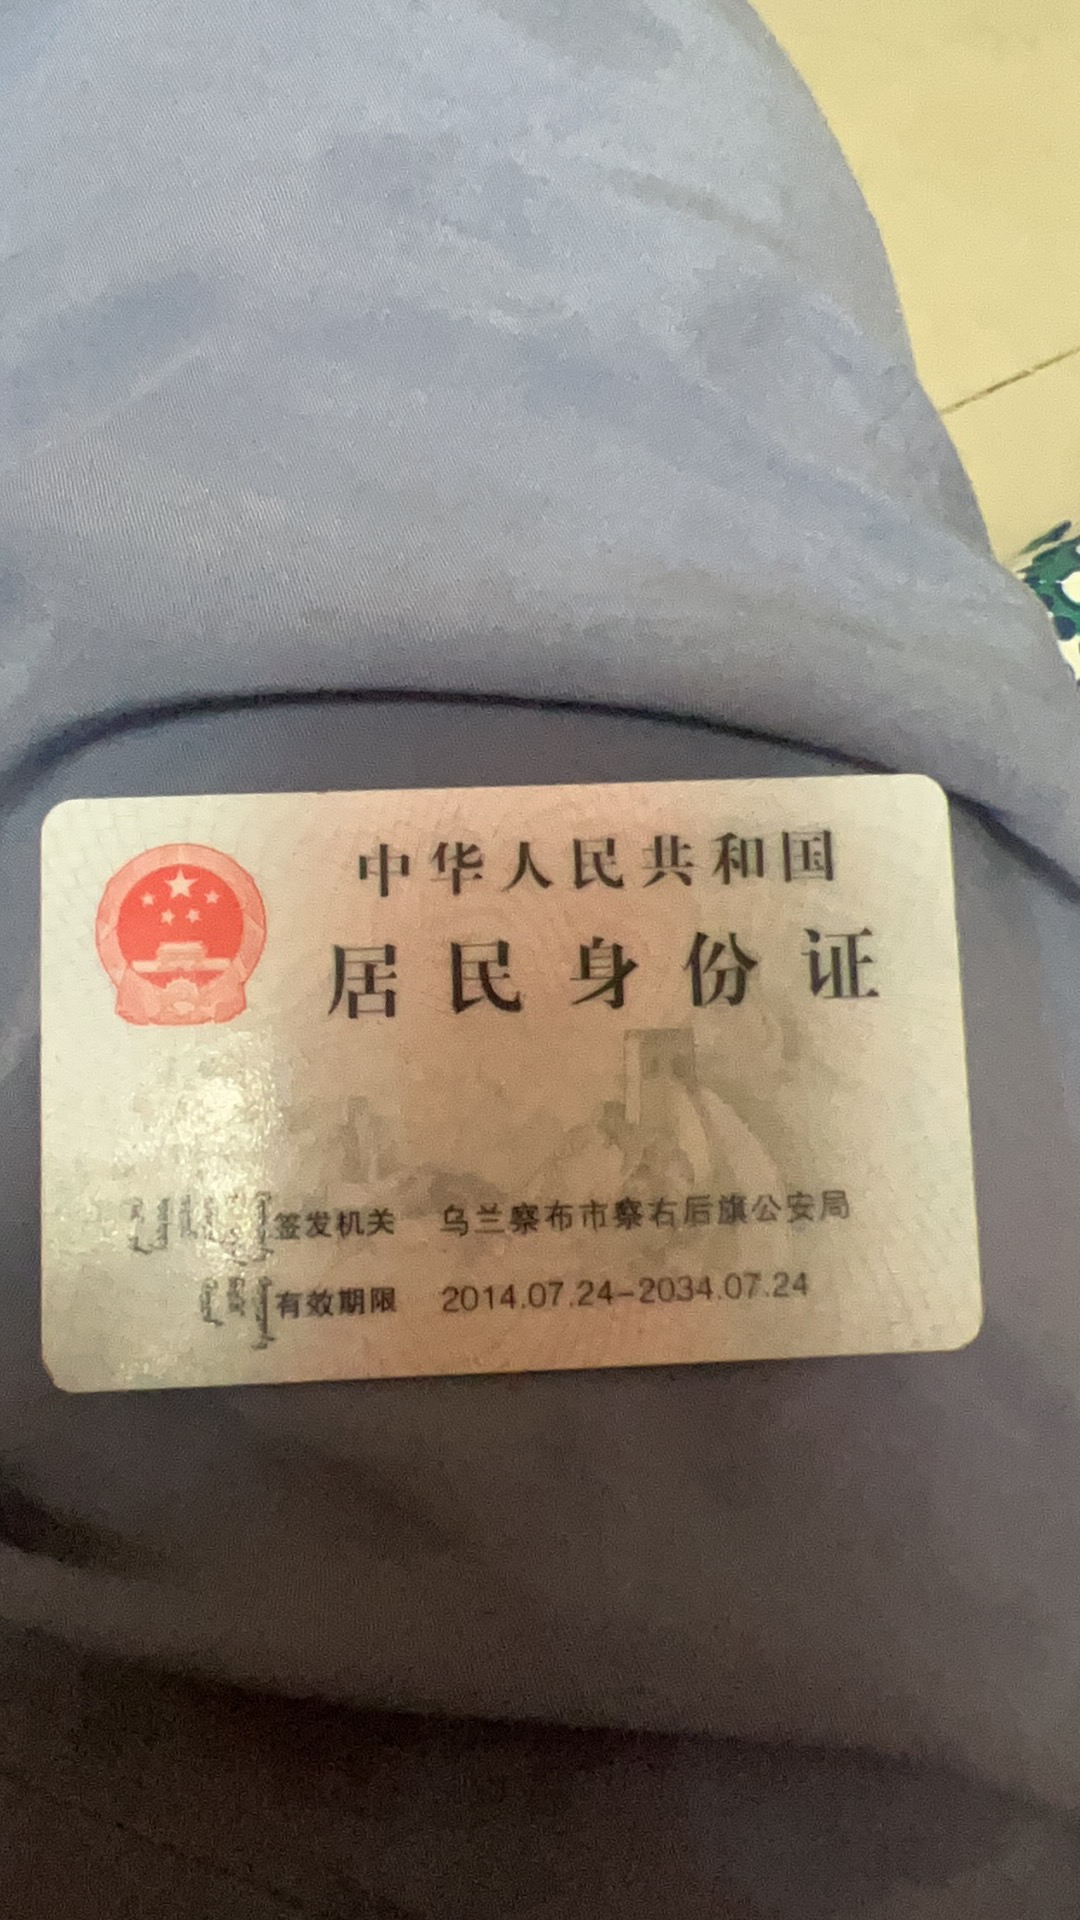 中华人民共和国
居民身份证
签发机关 乌兰察布市察右后旗公安局
有效期限 2014.07.24-2034.07.24